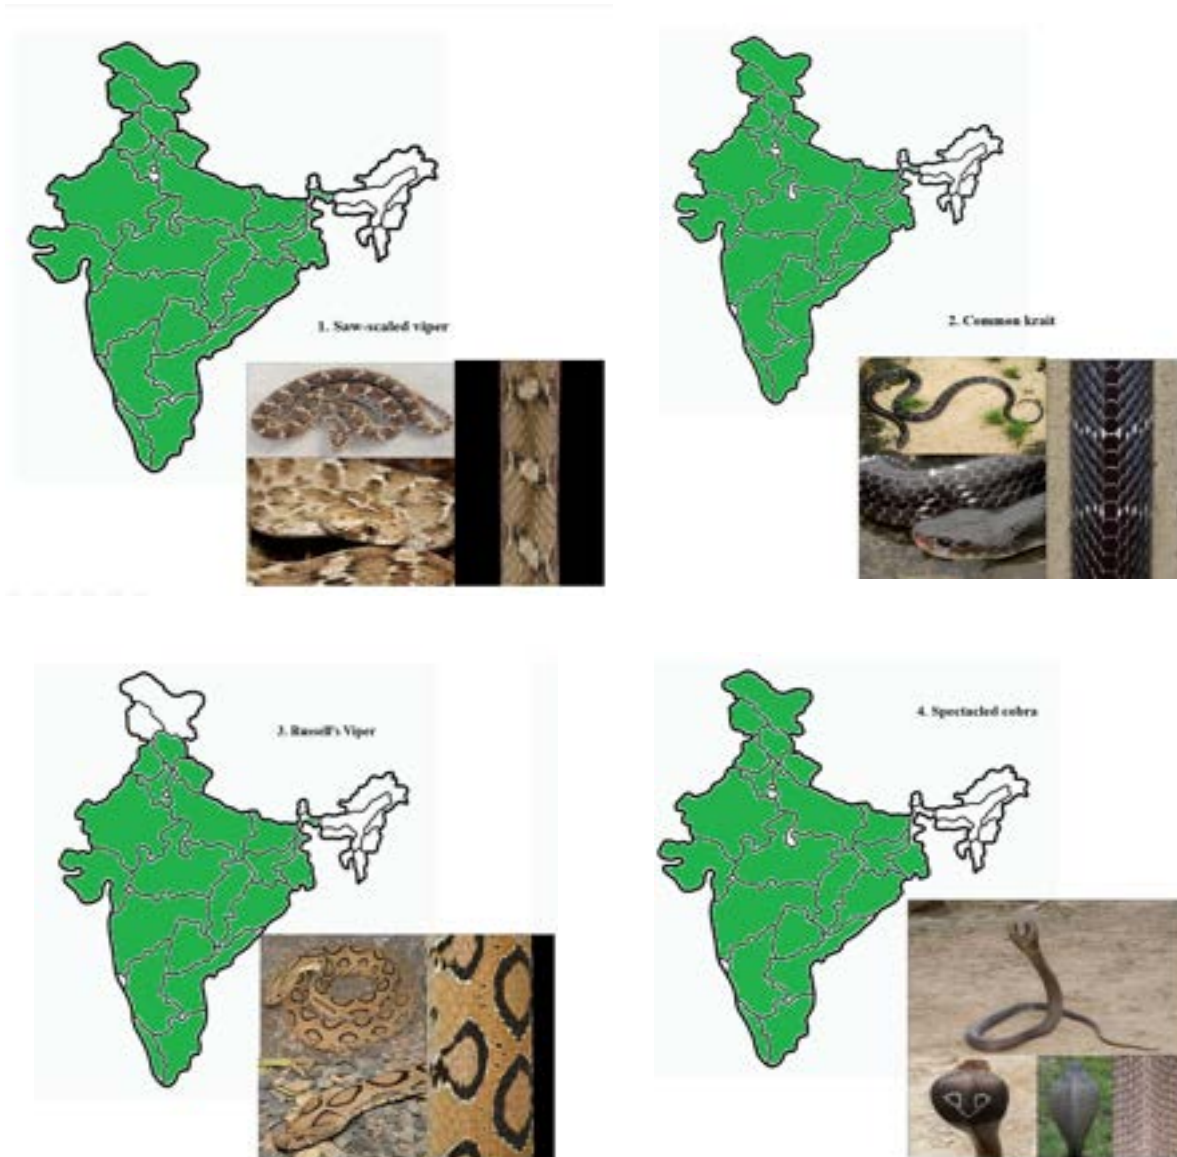 1. Saw-scaled viper
2. Common krait
3. Russell's Viper
4. Spectacled cobra